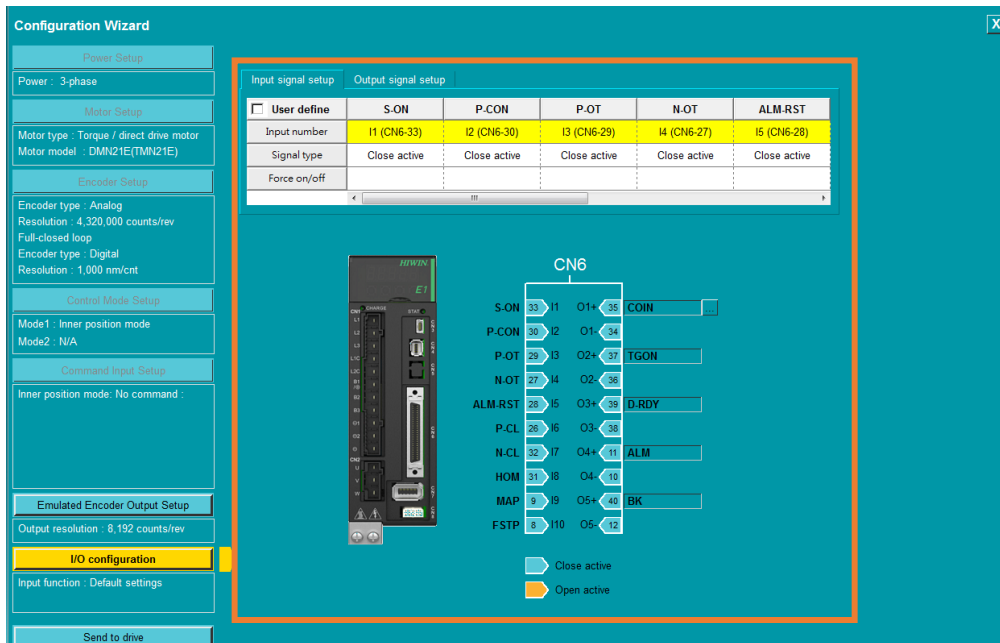 Configuration Wizard
X
Power Setup
Power : 3-phase
Motor Setup
Motor type : Torque / direct drive motor
Motor model : DMN21E(TMN21E)
Encoder Setup
Encoder type : Analog
Resolution : 4,320,000 counts/rev
Full-closed loop
Encoder type : Digital
Resolution : 1,000 nm/cnt
Control Mode Setup
Mode1 : Inner position mode
Mode2 : N/A
Command Input Setup
Inner position mode: No command :
Emulated Encoder Output Setup
Output resolution : 8,192 counts/rev
I/O configuration
Input function : Default settings
Send to drive
Input signal setup Output signal setup
User define S-ON P-CON P-OT N-OT ALM-RST
Input number I1 (CN6-33) I2 (CN6-30) I3 (CN6-29) I4 (CN6-27) I5 (CN6-28)
Signal type Close active Close active Close active Close active Close active
Force on/off
HIWIN
E1
CHARGE
STAT
CN1
L1
L2
L3
L1C
L2C
CN2
U
V
W
CN6
S-ON 33 I1 O1+ 35 COIN ...
P-CON 30 I2 O1- 34
P-OT 29 I3 O2+ 37 TGON
N-OT 27 I4 O2- 36
ALM-RST 28 I5 O3+ 39 D-RDY
P-CL 26 I6 O3- 38
N-CL 32 I7 O4+ 11 ALM
HOM 31 I8 O4- 10
MAP 9 I9 O5+ 40 BK
FSTP 8 I10 O5- 12
Close active
Open active